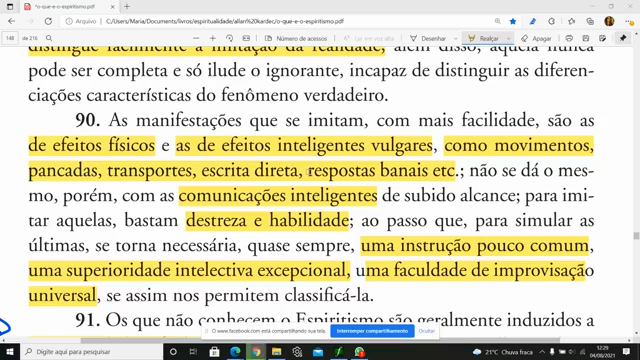 *o-que-e-o-espiritismo.pdf
Arquivo
C:/Users/Maria/Documents/livros/espiritualidade/allan%20kardec/o-que-e-o-espiritismo.pdf
148 de 216
Número de acessos
Ler em voz alta
Desenhar
Realçar
Apagar
distingue facilmente a imitação da realidade; além disso, aquela nunca
pode ser completa e só ilude o ignorante, incapaz de distinguir as diferen-
ciações características do fenômeno verdadeiro.
90. As manifestações que se imitam, com mais facilidade, são as
de efeitos físicos e as de efeitos inteligentes vulgares, como movimentos,
pancadas, transportes, escrita direta, respostas banais etc.; não se dá o mes-
mo, porém, com as comunicações inteligentes de subido alcance; para imi-
tar aquelas, bastam destreza e habilidade; ao passo que, para simular as
últimas, se torna necessária, quase sempre, uma instrução pouco comum,
uma superioridade intelectiva excepcional, uma faculdade de improvisação
universal, se assim nos permitem classificá-la.
91. Os que não conhecem o Espiritismo são geralmente induzidos a
O www.facebook.com está compartilhando sua tela.
Interromper compartilhamento
Ocultar
Digite aqui para pesquisar
21°C Chuva fraca
12:29
04/08/2021